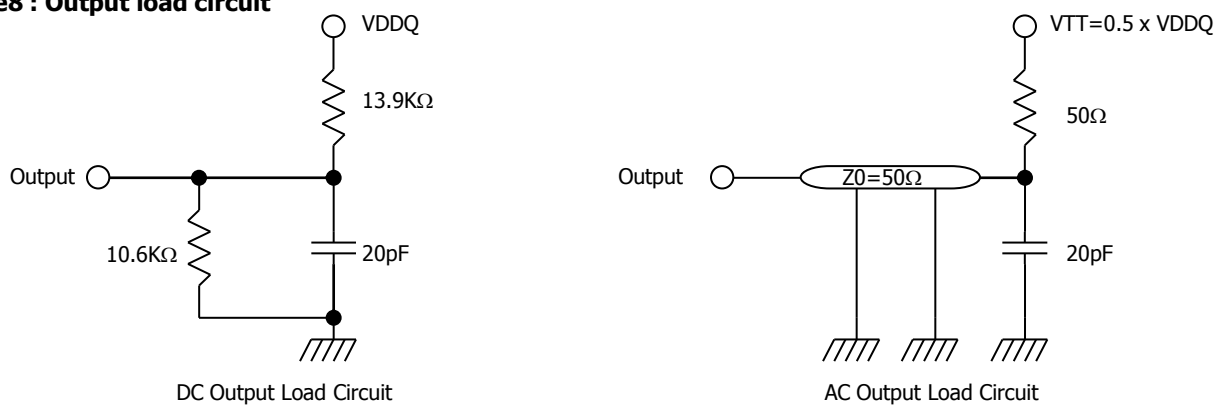 e8 : Output load circuit
VDDQ
13.9KΩ
Output
10.6KΩ
20pF
DC Output Load Circuit
VTT=0.5 x VDDQ
50Ω
Output
Z0=50Ω
20pF
AC Output Load Circuit